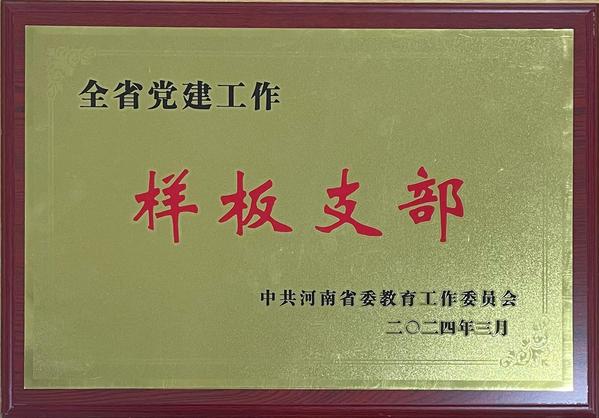 全省党建工作
样板支部
中共河南省委教育工作委员会
二〇二四年三月